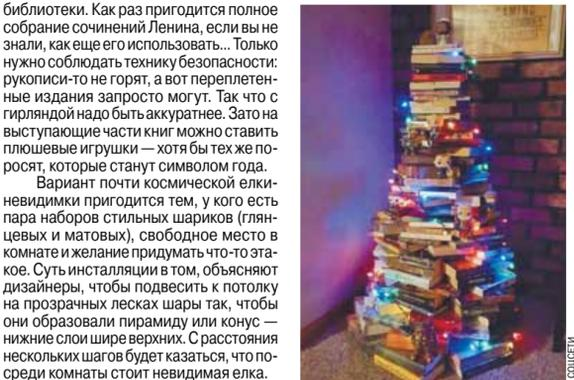 библиотеки. Как раз пригодится полное
собрание сочинений Ленина, если вы не
знали, как еще его использовать... Только
нужно соблюдать технику безопасности:
рукописи-то не горят, а вот переплетен-
ные издания запросто могут. Так что с
гирляндой надо быть аккуратнее. Зато на
выступающие части книг можно ставить
плюшевые игрушки — хотя бы тех же по-
росят, которые станут символом года.
Вариант почти космической елки-
невидимки пригодится тем, у кого есть
пара наборов стильных шариков (глян-
цевых и матовых), свободное место в
комнате и желание придумать что-то эта-
кое. Суть инсталляции в том, объясняют
дизайнеры, чтобы подвесить к потолку
на прозрачных лесках шары так, чтобы
они образовали пирамиду или конус —
нижние слои шире верхних. С расстояния
нескольких шагов будет казаться, что по-
среди комнаты стоит невидимая елка.
СОЦСЕТИ